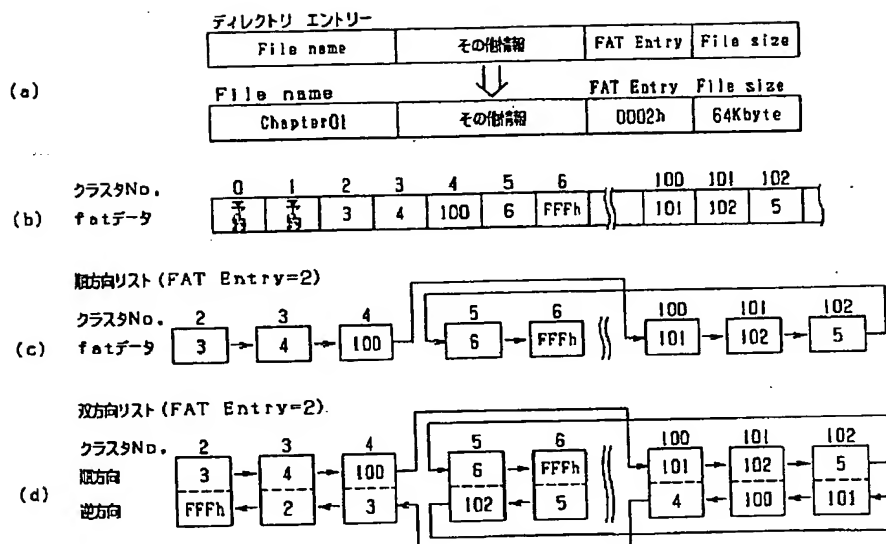 ディレクトリ エントリー
File name その他情報 FAT Entry File size
(a)
File name FAT Entry File size
Chapter01 その他情報 0002h 64Kbyte
クラスタNo. 0 1 2 3 4 5 6 100 101 102
(b) fatデータ 予約 予約 3 4 100 6 FFFh 101 102 5
順方向リスト(FAT Entry=2)
クラスタNo. 2 3 4 5 6 100 101 102
(c) fatデータ 3 4 100 6 FFFh 101 102 5
双方向リスト(FAT Entry=2).
クラスタNo. 2 3 4 5 6 100 101 102
順方向 3 4 100 6 FFFh 101 102 5
(d)
逆方向 FFFh 2 3 102 5 4 100 101